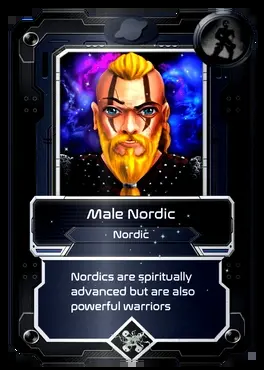 Male Nordic
Nordic
Nordics are spiritually
advanced but are also
powerful warriors